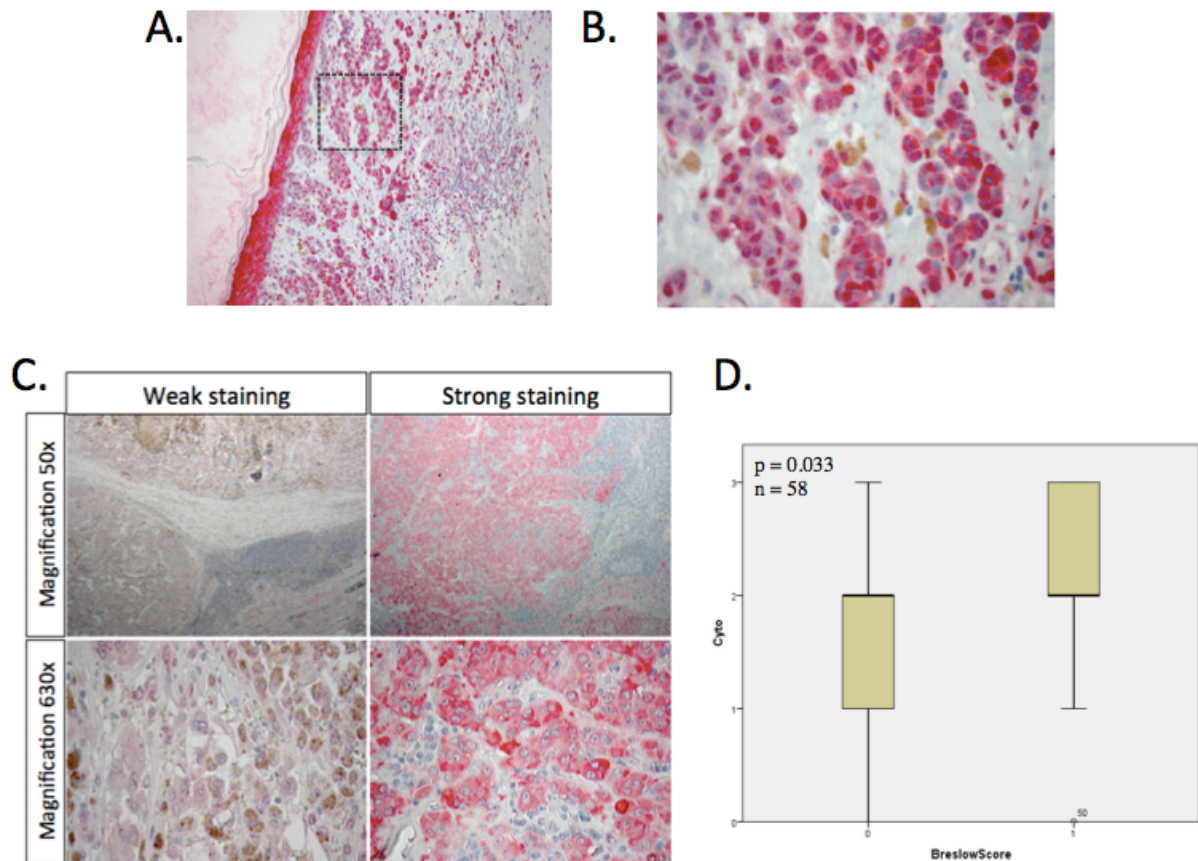 A.
B.
C.
Weak staining
Strong staining
Magnification 50x
Magnification 630x
D.
p = 0.033
n = 58
3
2
1
0
Cyto
50
0
1
BreslowScore